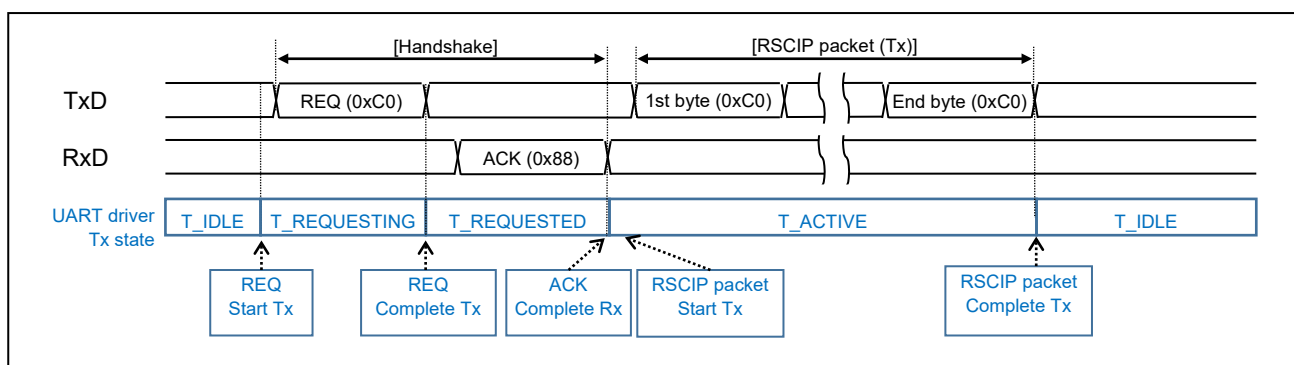 [Handshake] [RSCIP packet (Tx)]
TxD REQ (0xC0) 1st byte (0xC0) End byte (0xC0)
RxD ACK (0x88)
UART driver
Tx state
T_IDLE T_REQUESTING T_REQUESTED T_ACTIVE T_IDLE
REQ
Start Tx
REQ
Complete Tx
ACK
Complete Rx
RSCIP packet
Start Tx
RSCIP packet
Complete Tx